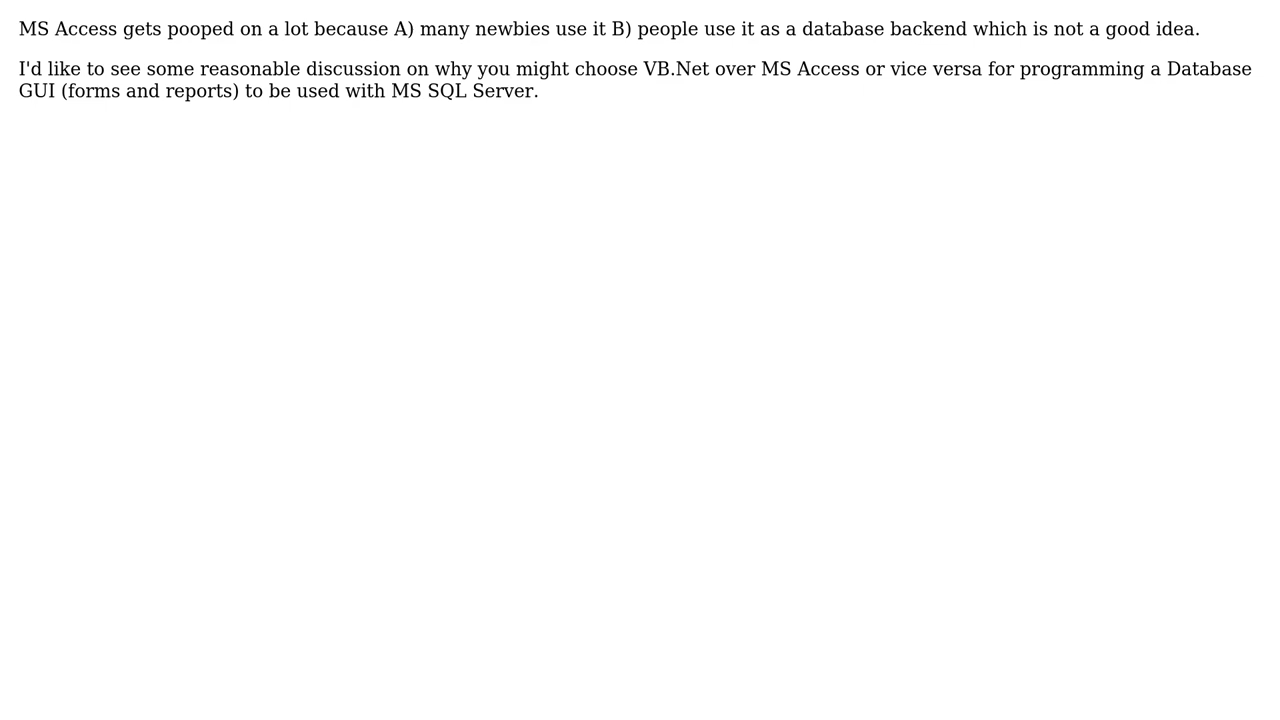 MS Access gets pooped on a lot because A) many newbies use it B) people use it as a database backend which is not a good idea.
I'd like to see some reasonable discussion on why you might choose VB.Net over MS Access or vice versa for programming a Database
GUI (forms and reports) to be used with MS SQL Server.